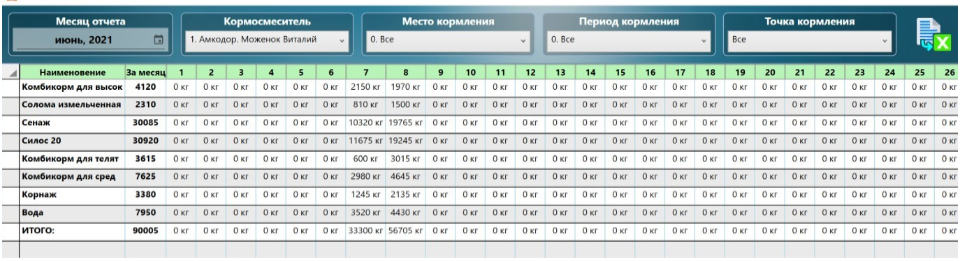 Месяц отчета Кормосмеситель Место кормления Период кормления Точка кормления
июнь, 2021 1. Амкодор. Моженок Виталий 0. Все 0. Все Все
Наименовение За месяц 1 2 3 4 5 6 7 8 9 10 11 12 13 14 15 16 17 18 19 20 21 22 23 24 25 26
Комбикорм для высок 4120 0 кг 0 кг 0 кг 0 кг 0 кг 0 кг 2150 кг 1970 кг 0 кг 0 кг 0 кг 0 кг 0 кг 0 кг 0 кг 0 кг 0 кг 0 кг 0 кг 0 кг 0 кг 0 кг 0 кг 0 кг 0 кг 0 кг
Солома измельченная 2310 0 кг 0 кг 0 кг 0 кг 0 кг 0 кг 810 кг 1500 кг 0 кг 0 кг 0 кг 0 кг 0 кг 0 кг 0 кг 0 кг 0 кг 0 кг 0 кг 0 кг 0 кг 0 кг 0 кг 0 кг 0 кг 0 кг
Сенаж 30085 0 кг 0 кг 0 кг 0 кг 0 кг 0 кг 10320 кг 19765 кг 0 кг 0 кг 0 кг 0 кг 0 кг 0 кг 0 кг 0 кг 0 кг 0 кг 0 кг 0 кг 0 кг 0 кг 0 кг 0 кг 0 кг 0 кг
Силос 20 30920 0 кг 0 кг 0 кг 0 кг 0 кг 0 кг 11675 кг 19245 кг 0 кг 0 кг 0 кг 0 кг 0 кг 0 кг 0 кг 0 кг 0 кг 0 кг 0 кг 0 кг 0 кг 0 кг 0 кг 0 кг 0 кг 0 кг
Комбикорм для телят 3615 0 кг 0 кг 0 кг 0 кг 0 кг 0 кг 600 кг 3015 кг 0 кг 0 кг 0 кг 0 кг 0 кг 0 кг 0 кг 0 кг 0 кг 0 кг 0 кг 0 кг 0 кг 0 кг 0 кг 0 кг 0 кг 0 кг
Комбикорм для сред 7625 0 кг 0 кг 0 кг 0 кг 0 кг 0 кг 2980 кг 4645 кг 0 кг 0 кг 0 кг 0 кг 0 кг 0 кг 0 кг 0 кг 0 кг 0 кг 0 кг 0 кг 0 кг 0 кг 0 кг 0 кг 0 кг 0 кг
Корнаж 3380 0 кг 0 кг 0 кг 0 кг 0 кг 0 кг 1245 кг 2135 кг 0 кг 0 кг 0 кг 0 кг 0 кг 0 кг 0 кг 0 кг 0 кг 0 кг 0 кг 0 кг 0 кг 0 кг 0 кг 0 кг 0 кг 0 кг
Вода 7950 0 кг 0 кг 0 кг 0 кг 0 кг 0 кг 3520 кг 4430 кг 0 кг 0 кг 0 кг 0 кг 0 кг 0 кг 0 кг 0 кг 0 кг 0 кг 0 кг 0 кг 0 кг 0 кг 0 кг 0 кг 0 кг 0 кг
ИТОГО: 90005 0 кг 0 кг 0 кг 0 кг 0 кг 0 кг 33300 кг 56705 кг 0 кг 0 кг 0 кг 0 кг 0 кг 0 кг 0 кг 0 кг 0 кг 0 кг 0 кг 0 кг 0 кг 0 кг 0 кг 0 кг 0 кг 0 кг